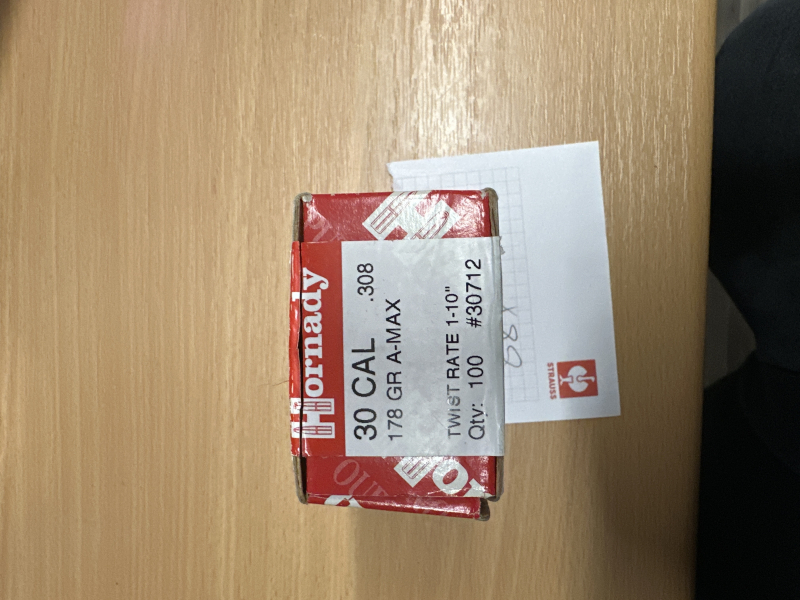 Hornady
30 CAL .308
178 GR A-MAX
TWIST RATE 1-10"
Qty: 100 #30712
STRAUSS